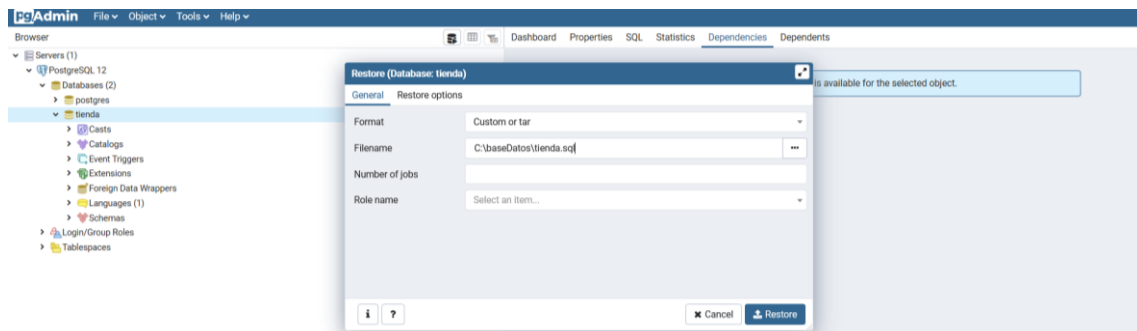 pgAdmin File Object Tools Help
Browser Dashboard Properties SQL Statistics Dependencies Dependents
Servers (1)
PostgreSQL 12
Databases (2)
postgres
tienda
Casts
Catalogs
Event Triggers
Extensions
Foreign Data Wrappers
Languages (1)
Schemas
Login/Group Roles
Tablespaces
Restore (Database: tienda)
is available for the selected object.
General Restore options
Format Custom or tar
Filename C:\baseDatos\tienda.sql
Number of jobs
Role name Select an item...
i ? Cancel Restore